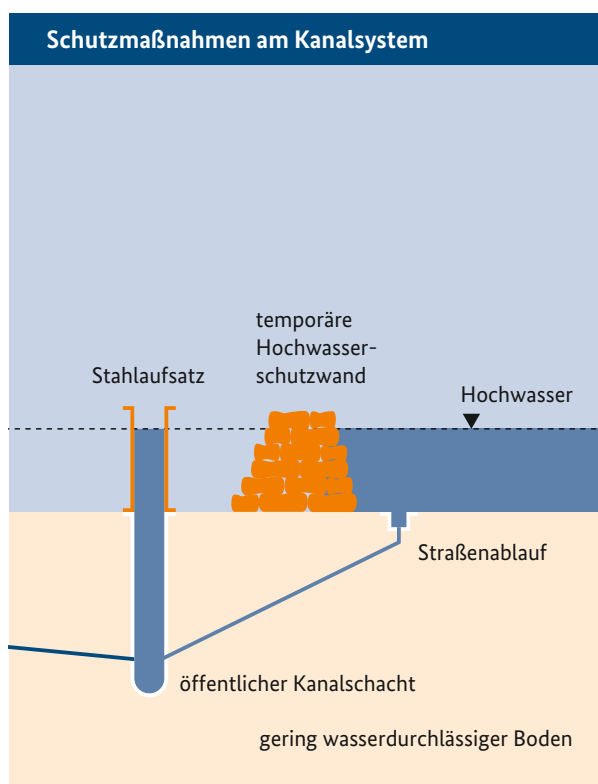 Schutzmaßnahmen am Kanalsystem
temporäre
Hochwasser-
schutzwand
Stahlaufsatz
Hochwasser
Straßenablauf
öffentlicher Kanalschacht
gering wasserdurchlässiger Boden